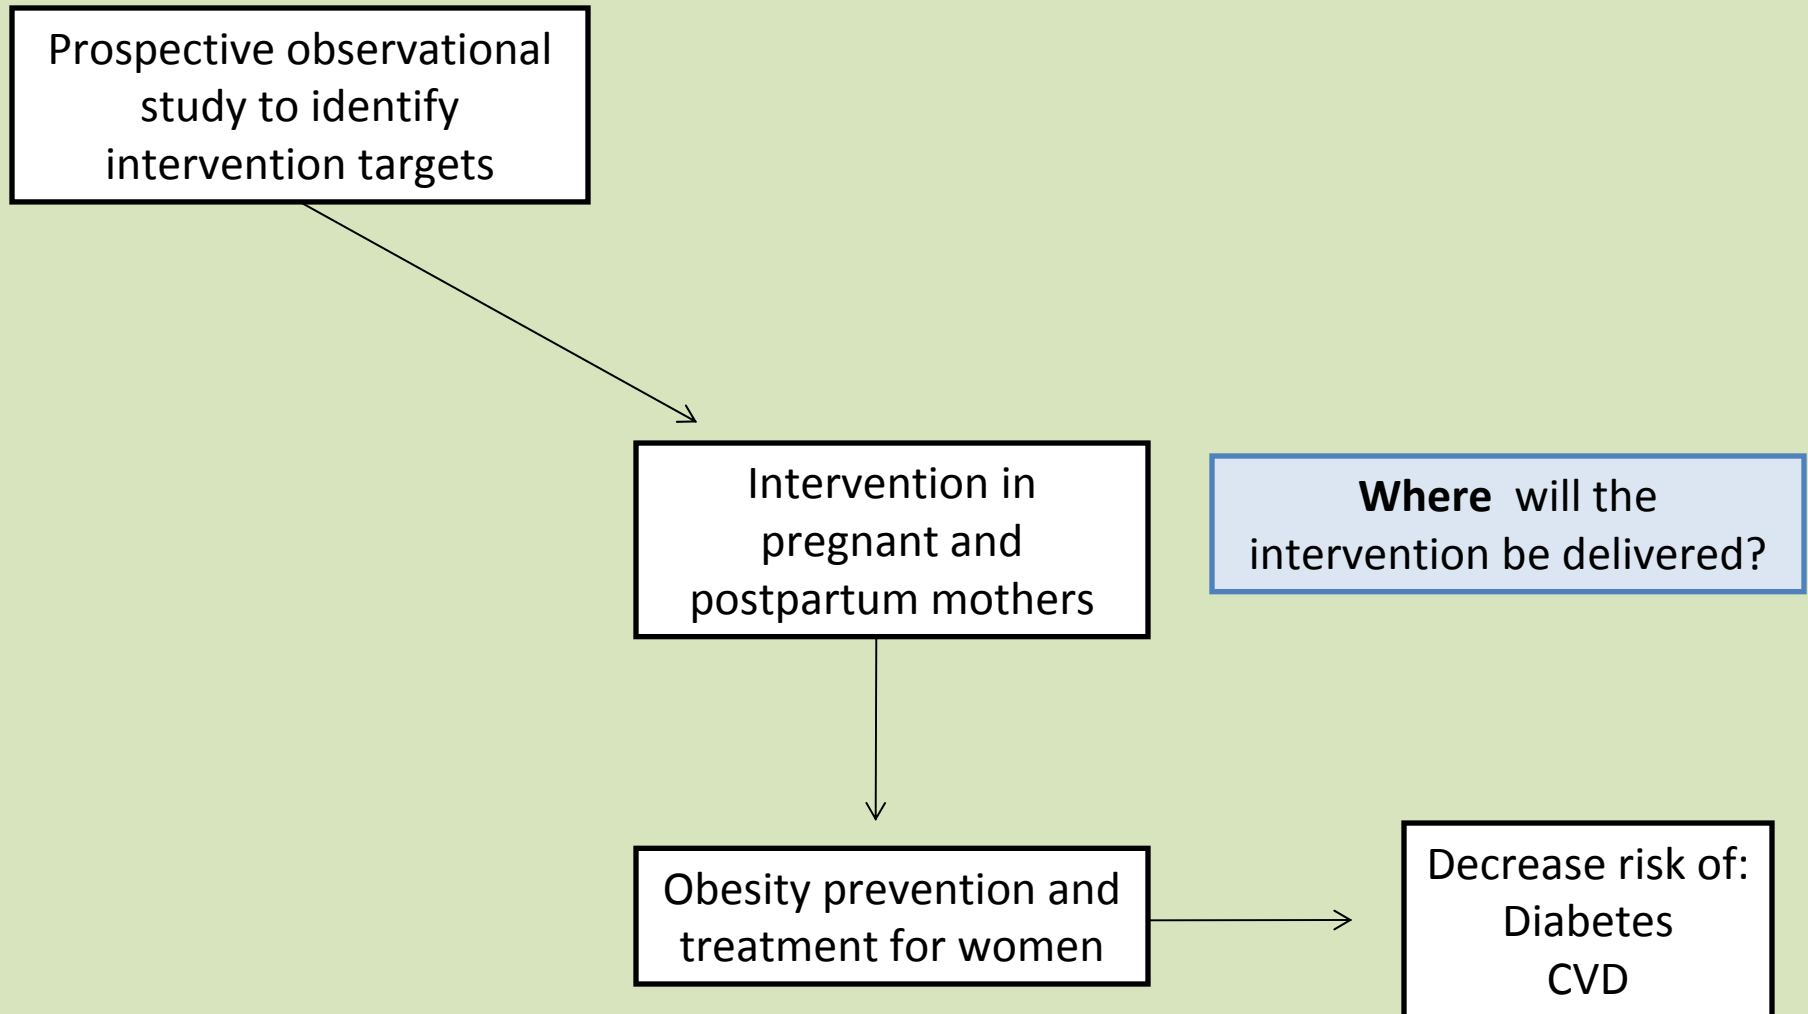 Prospective observational
study to identify
intervention targets
Intervention in
pregnant and
postpartum mothers
Where will the
intervention be delivered?
Obesity prevention and
treatment for women
Decrease risk of:
Diabetes
CVD